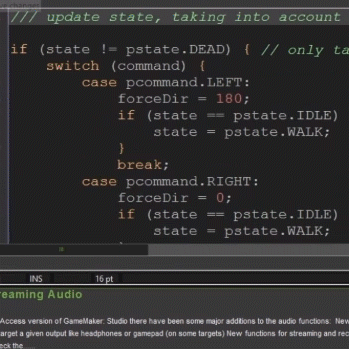 /// update state, taking into account
if (state != pstate.DEAD) { // only ta
switch (command) {
case pcommand.LEFT:
forceDir = 180;
if (state == pstate.IDLE)
state = pstate.WALK;
}
break;
case pcommand.RIGHT:
forceDir = 0;
if (state == pstate.IDLE)
state = pstate.WALK;
INS 16 pt
reaming Audio
Access version of GameMaker: Studio there have been some major additions to the audio functions: New
target a given output like headphones or gamepad (on some targets) New functions for streaming and rec
eck the.....